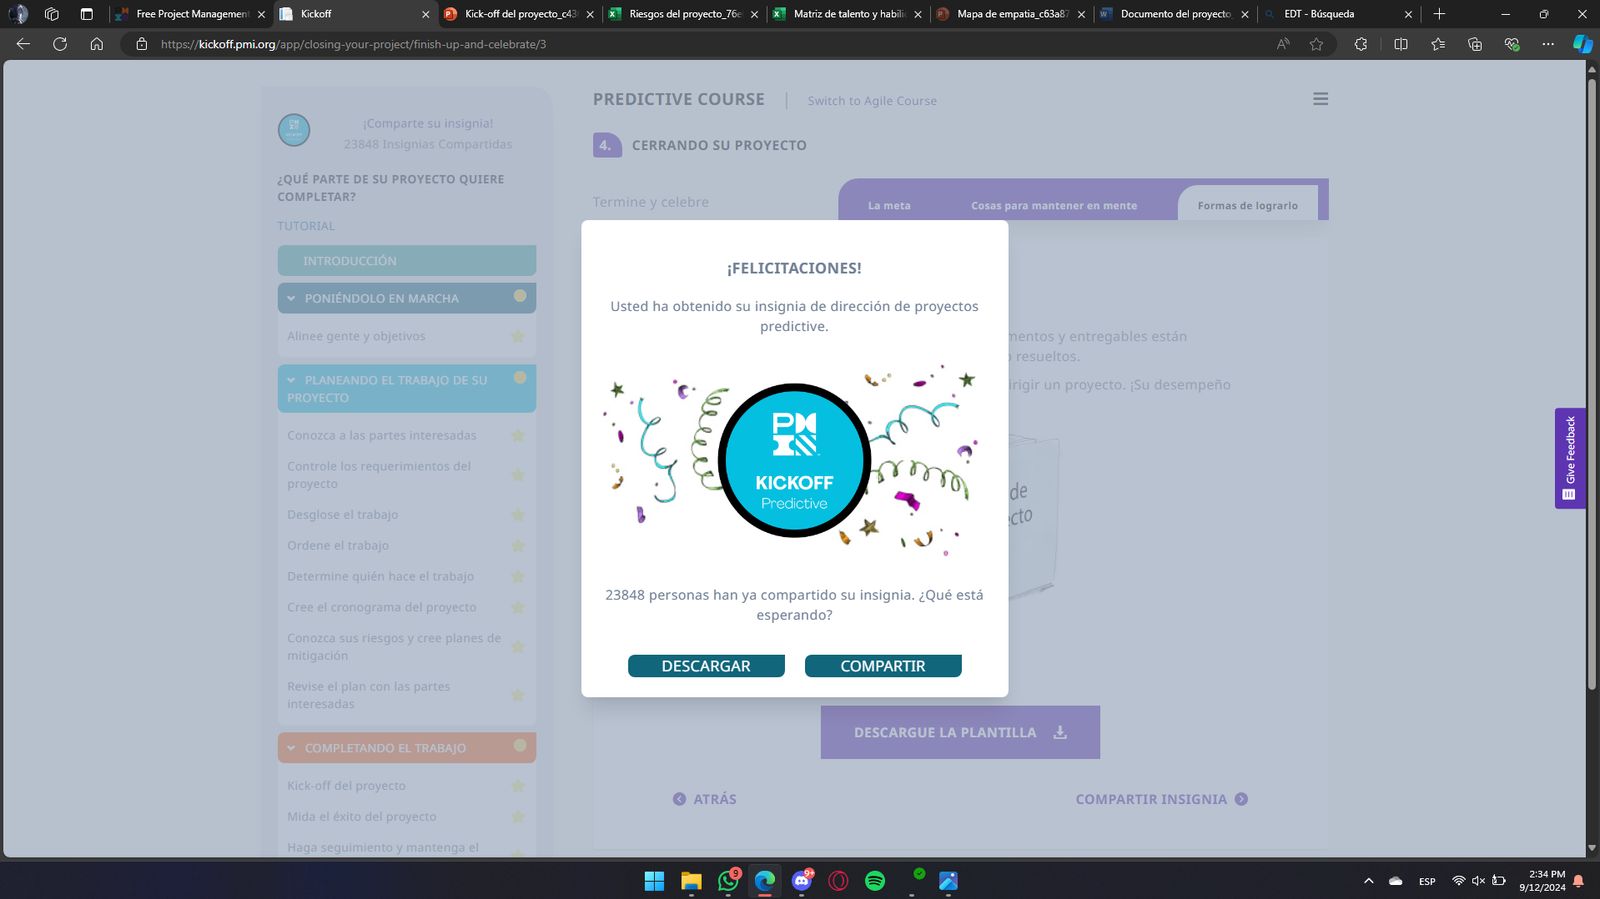 Free Project Management
Kickoff
Kick-off del proyecto_c43
Riesgos del proyecto_76e
Matriz de talento y habili
Mapa de empatia_c63a87
Documento del proyecto_
EDT - Búsqueda
https://kickoff.pmi.org/app/closing-your-project/finish-up-and-celebrate/3
¡Comparte su insignia!
23848 Insignias Compartidas
¿QUÉ PARTE DE SU PROYECTO QUIERE
COMPLETAR?
TUTORIAL
INTRODUCCIÓN
PONIÉNDOLO EN MARCHA
Alinee gente y objetivos
PLANEANDO EL TRABAJO DE SU
PROYECTO
Conozca a las partes interesadas
Controle los requerimientos del
proyecto
Desglose el trabajo
Ordene el trabajo
Determine quién hace el trabajo
Cree el cronograma del proyecto
Conozca sus riesgos y cree planes de
mitigación
Revise el plan con las partes
interesadas
COMPLETANDO EL TRABAJO
Kick-off del proyecto
Mida el éxito del proyecto
Haga seguimiento y mantenga el
PREDICTIVE COURSE | Switch to Agile Course
4. CERRANDO SU PROYECTO
Termine y celebre
La meta
Cosas para mantener en mente
Formas de lograrlo
mentos y entregables están
resueltos.
irigir un proyecto. ¡Su desempeño
de
cto
¡FELICITACIONES!
Usted ha obtenido su insignia de dirección de proyectos
predictive.
PMI
KICKOFF
Predictive
23848 personas han ya compartido su insignia. ¿Qué está
esperando?
DESCARGAR
COMPARTIR
DESCARGUE LA PLANTILLA
ATRÁS
COMPARTIR INSIGNIA
Give Feedback
9
9+
ESP
2:34 PM
9/12/2024